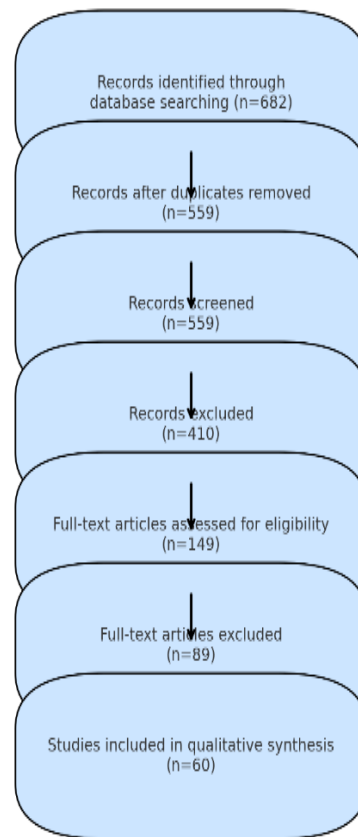 Records identified through
database searching (n=682)
Records after duplicates removed
(n=559)
Records screened
(n=559)
Records excluded
(n=410)
Full-text articles assessed for eligibility
(n=149)
Full-text articles excluded
(n=89)
Studies included in qualitative synthesis
(n=60)